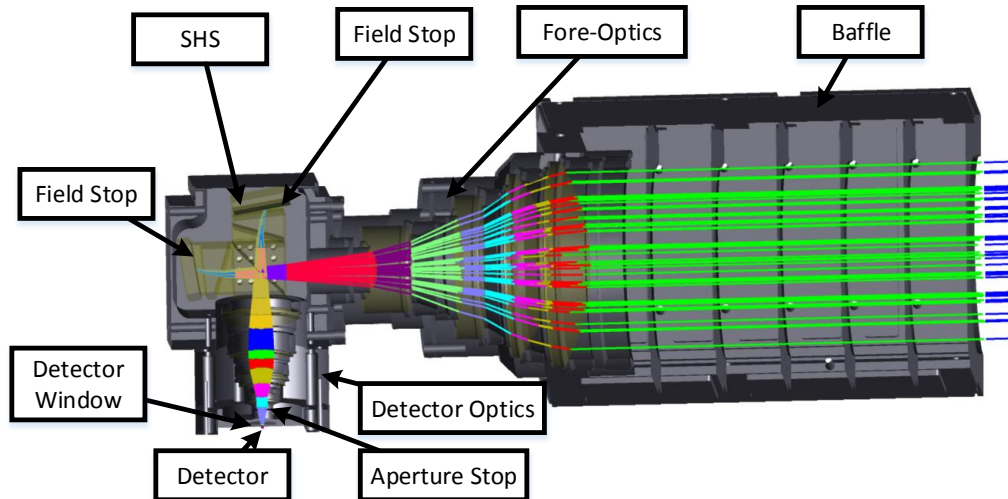 SHS
Field Stop
Fore-Optics
Baffle
Field Stop
Detector
Window
Detector
Detector Optics
Aperture Stop